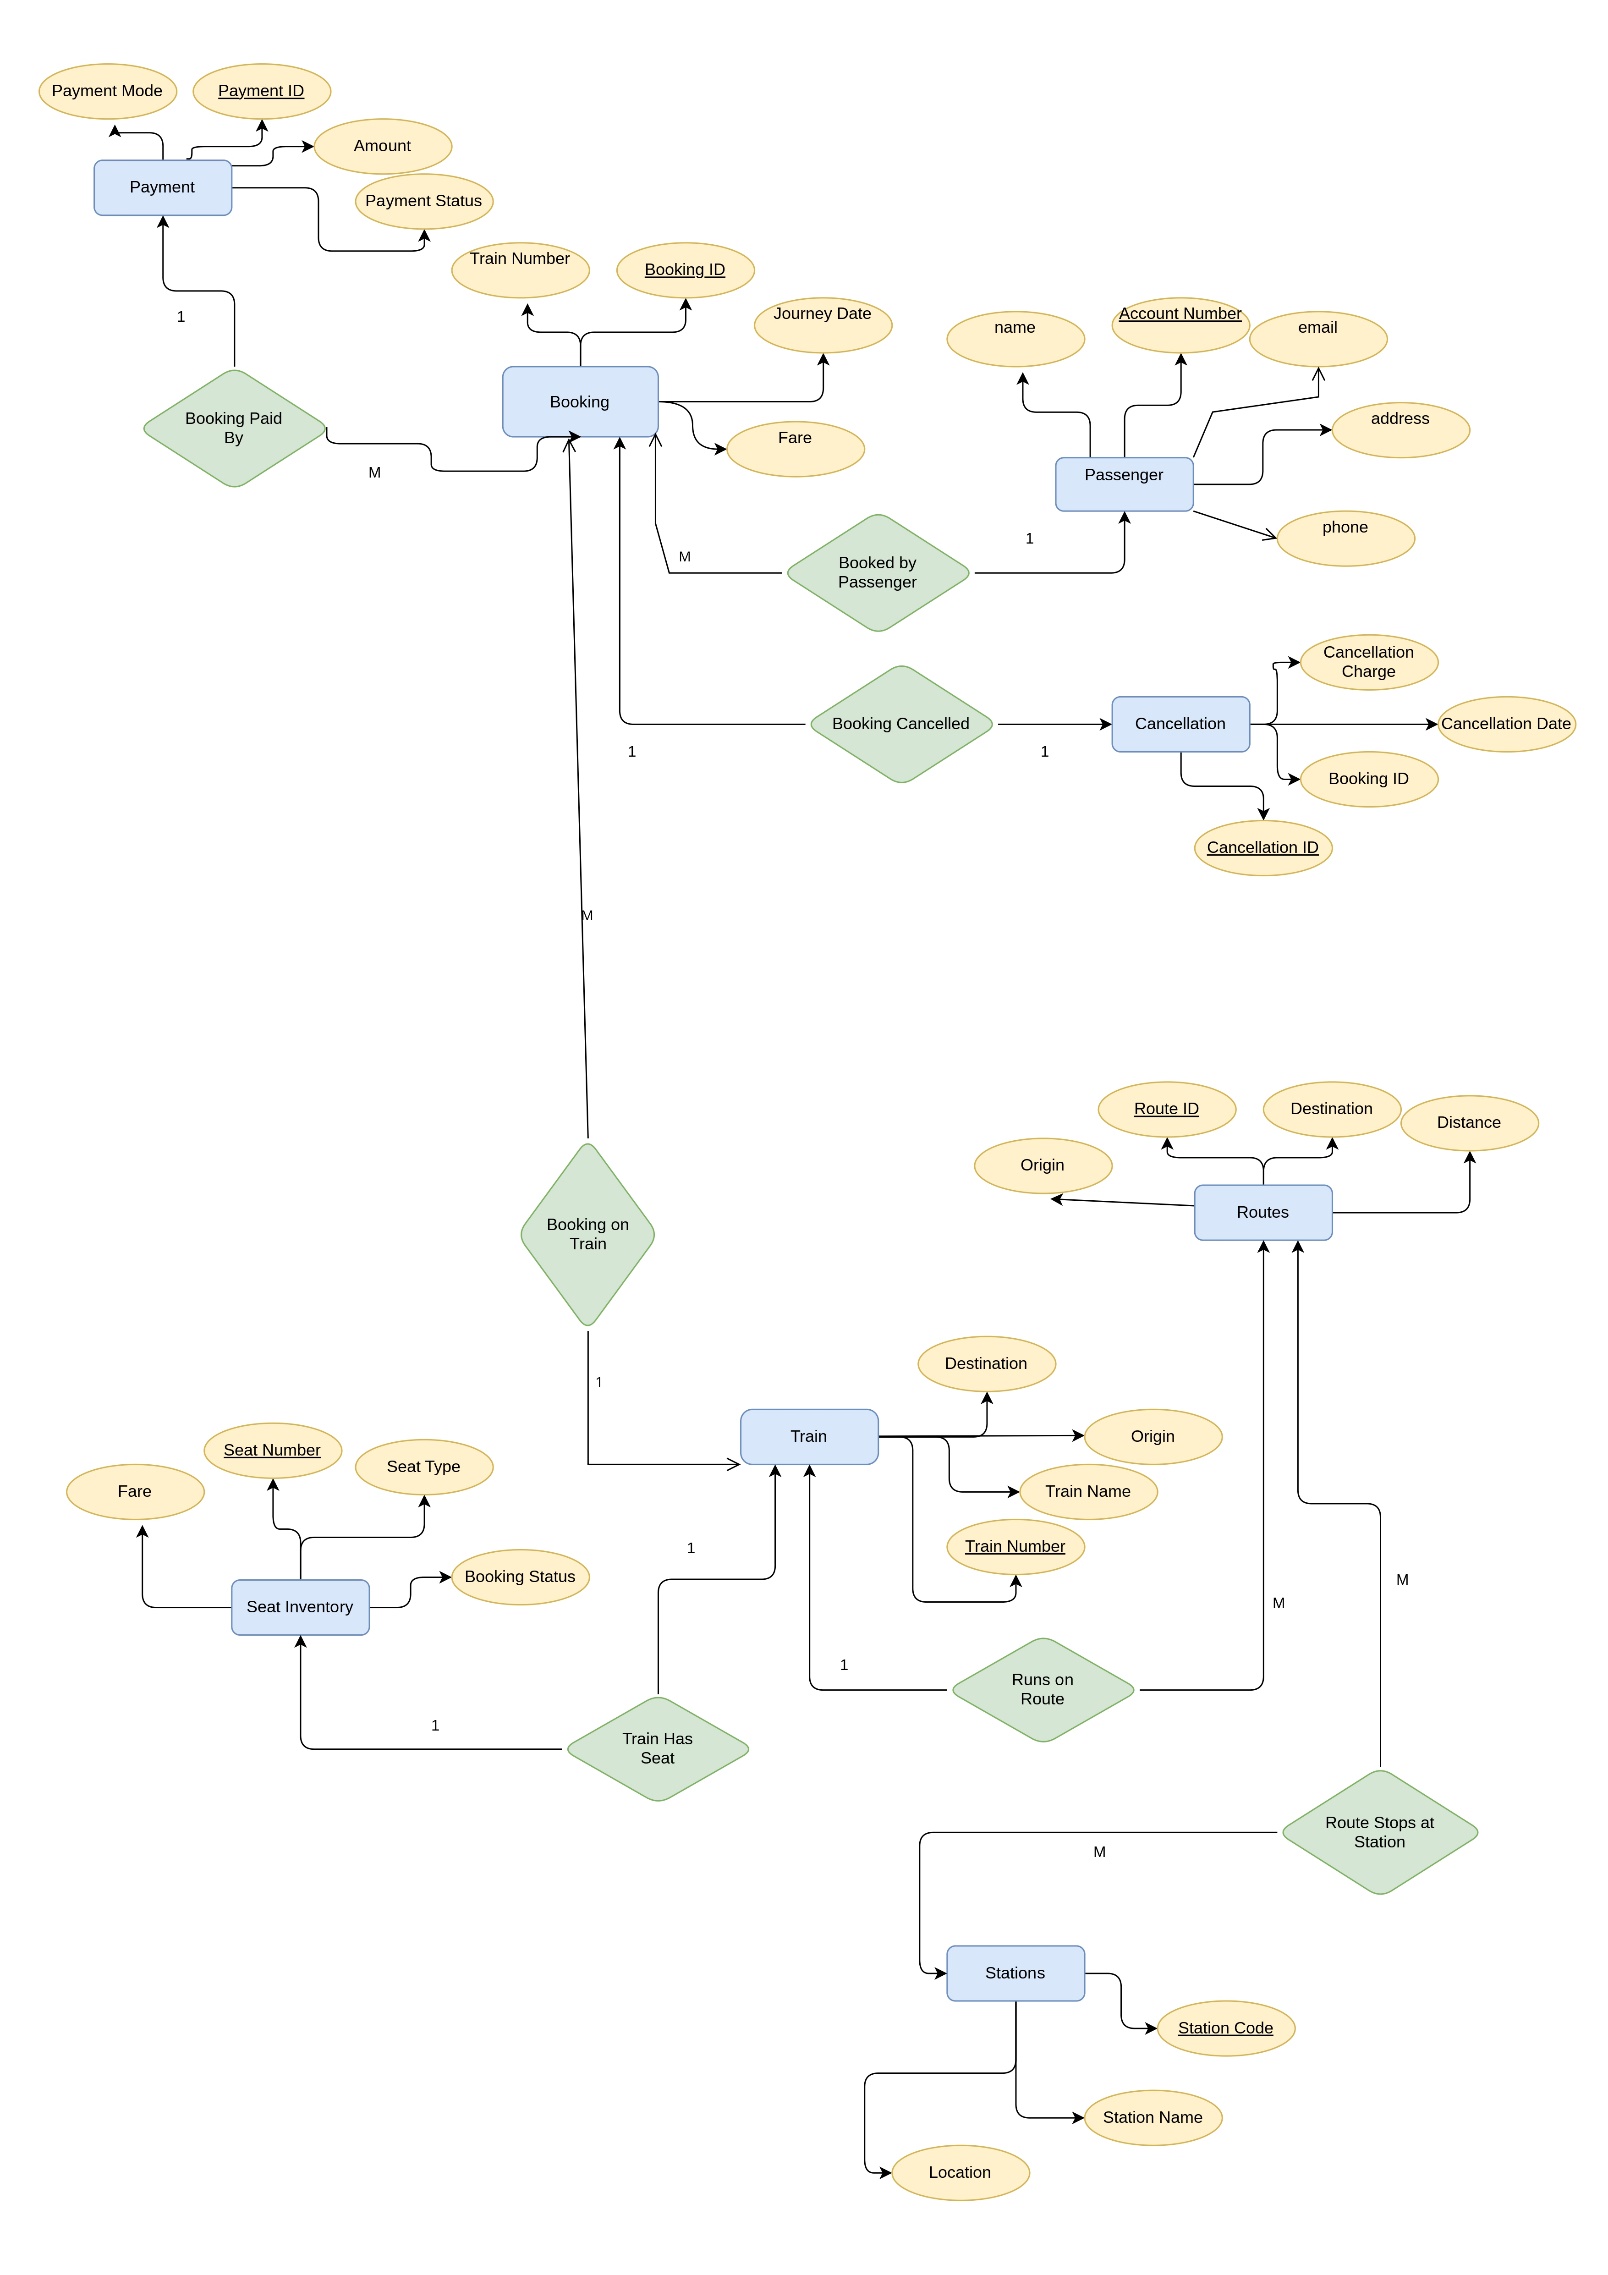 Payment Mode
Payment ID
Amount
Payment
Payment Status
Train Number
Booking ID
Journey Date
name
Account Number
email
1
Booking
Fare
address
Booking Paid
By
M
Passenger
phone
1
M
Booked by
Passenger
Cancellation
Charge
Booking Cancelled
Cancellation
Cancellation Date
1
1
Booking ID
Cancellation ID
M
Route ID
Destination
Distance
Origin
Routes
Booking on
Train
1
Destination
Train
Origin
Seat Number
Seat Type
Fare
Train Name
Train Number
1
Booking Status
Seat Inventory
M
M
1
Runs on
Route
1
Train Has
Seat
Route Stops at
Station
M
Stations
Station Code
Station Name
Location